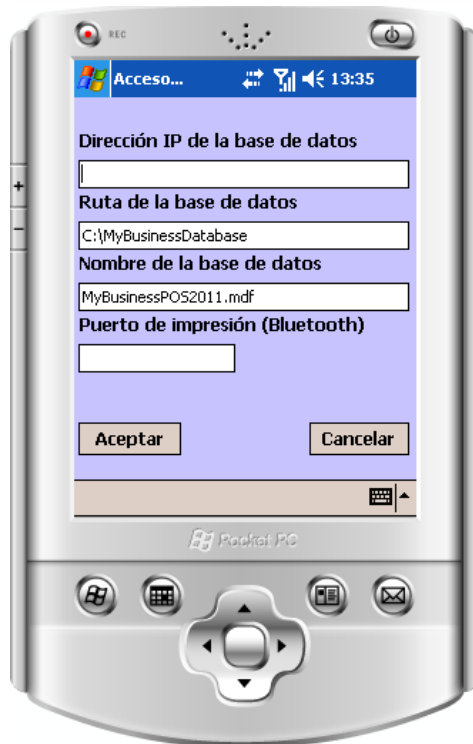 REC
Acceso... 13:35
Dirección IP de la base de datos
Ruta de la base de datos
C:\MyBusinessDatabase
Nombre de la base de datos
MyBusinessPOS2011.mdf
Puerto de impresión (Bluetooth)
Aceptar Cancelar
Pocket PC